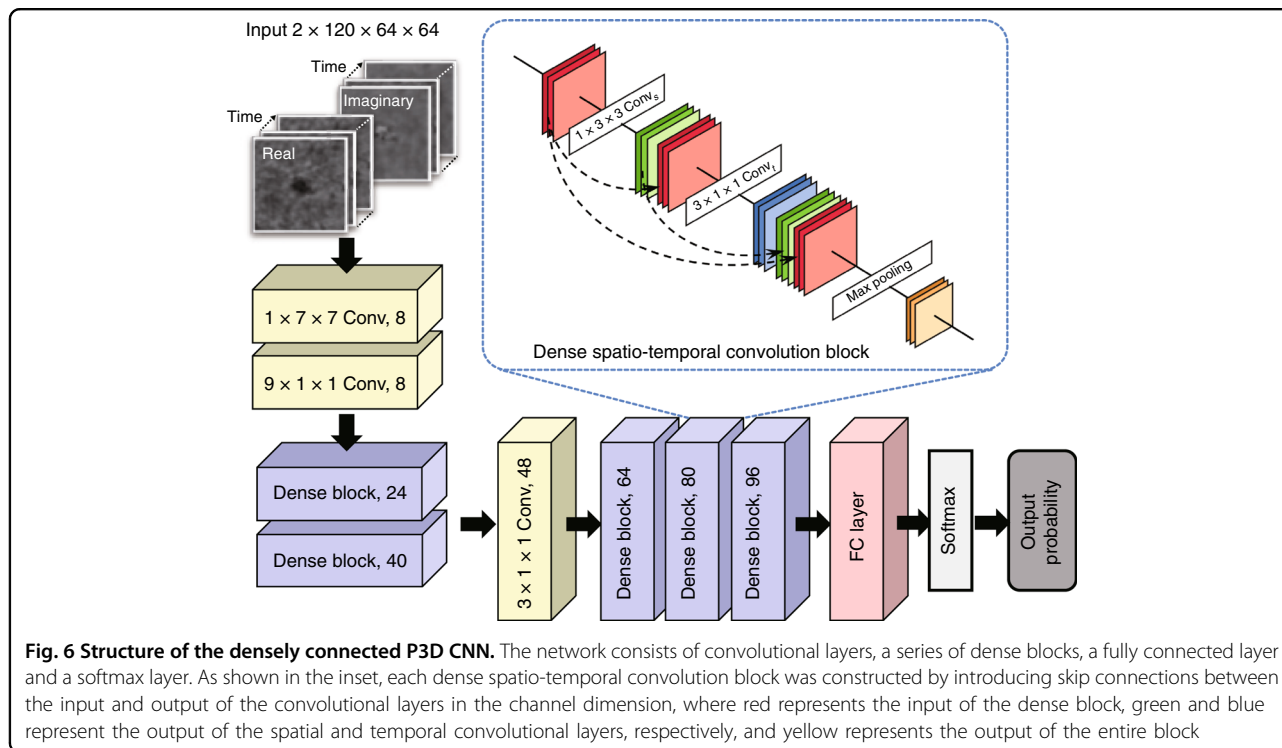 Input 2 × 120 × 64 × 64
Time
Imaginary
Time
Real
1 × 7 × 7 Conv, 8
9 × 1 × 1 Conv, 8
Dense block, 24
Dense block, 40
3 × 1 × 1 Conv, 48
Dense block, 64
Dense block, 80
Dense block, 96
FC layer
Softmax
Output
probability
1 × 3 × 3 Convs
3 × 1 × 1 Convt
Max pooling
Dense spatio-temporal convolution block
Fig. 6 Structure of the densely connected P3D CNN. The network consists of convolutional layers, a series of dense blocks, a fully connected layer
and a softmax layer. As shown in the inset, each dense spatio-temporal convolution block was constructed by introducing skip connections between
the input and output of the convolutional layers in the channel dimension, where red represents the input of the dense block, green and blue
represent the output of the spatial and temporal convolutional layers, respectively, and yellow represents the output of the entire block